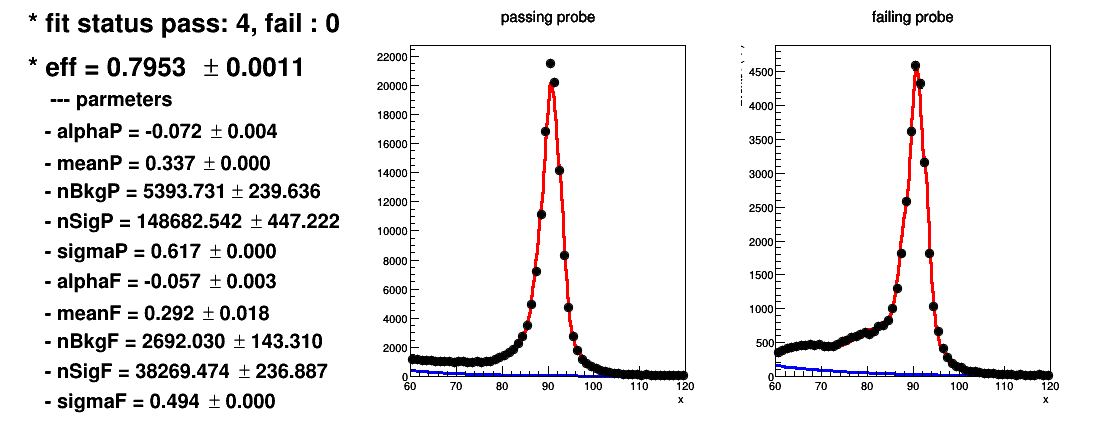 * fit status pass: 4, fail : 0
* eff = 0.7953 ± 0.0011
--- parmeters
- alphaP = -0.072 ± 0.004
- meanP = 0.337 ± 0.000
- nBkgP = 5393.731 ± 239.636
- nSigP = 148682.542 ± 447.222
- sigmaP = 0.617 ± 0.000
- alphaF = -0.057 ± 0.003
- meanF = 0.292 ± 0.018
- nBkgF = 2692.030 ± 143.310
- nSigF = 38269.474 ± 236.887
- sigmaF = 0.494 ± 0.000
passing probe
22000
20000
18000
16000
14000
12000
10000
8000
6000
4000
2000
0
60 70 80 90 100 110 120
x
failing probe
4500
4000
3500
3000
2500
2000
1500
1000
500
0
60 70 80 90 100 110 120
x